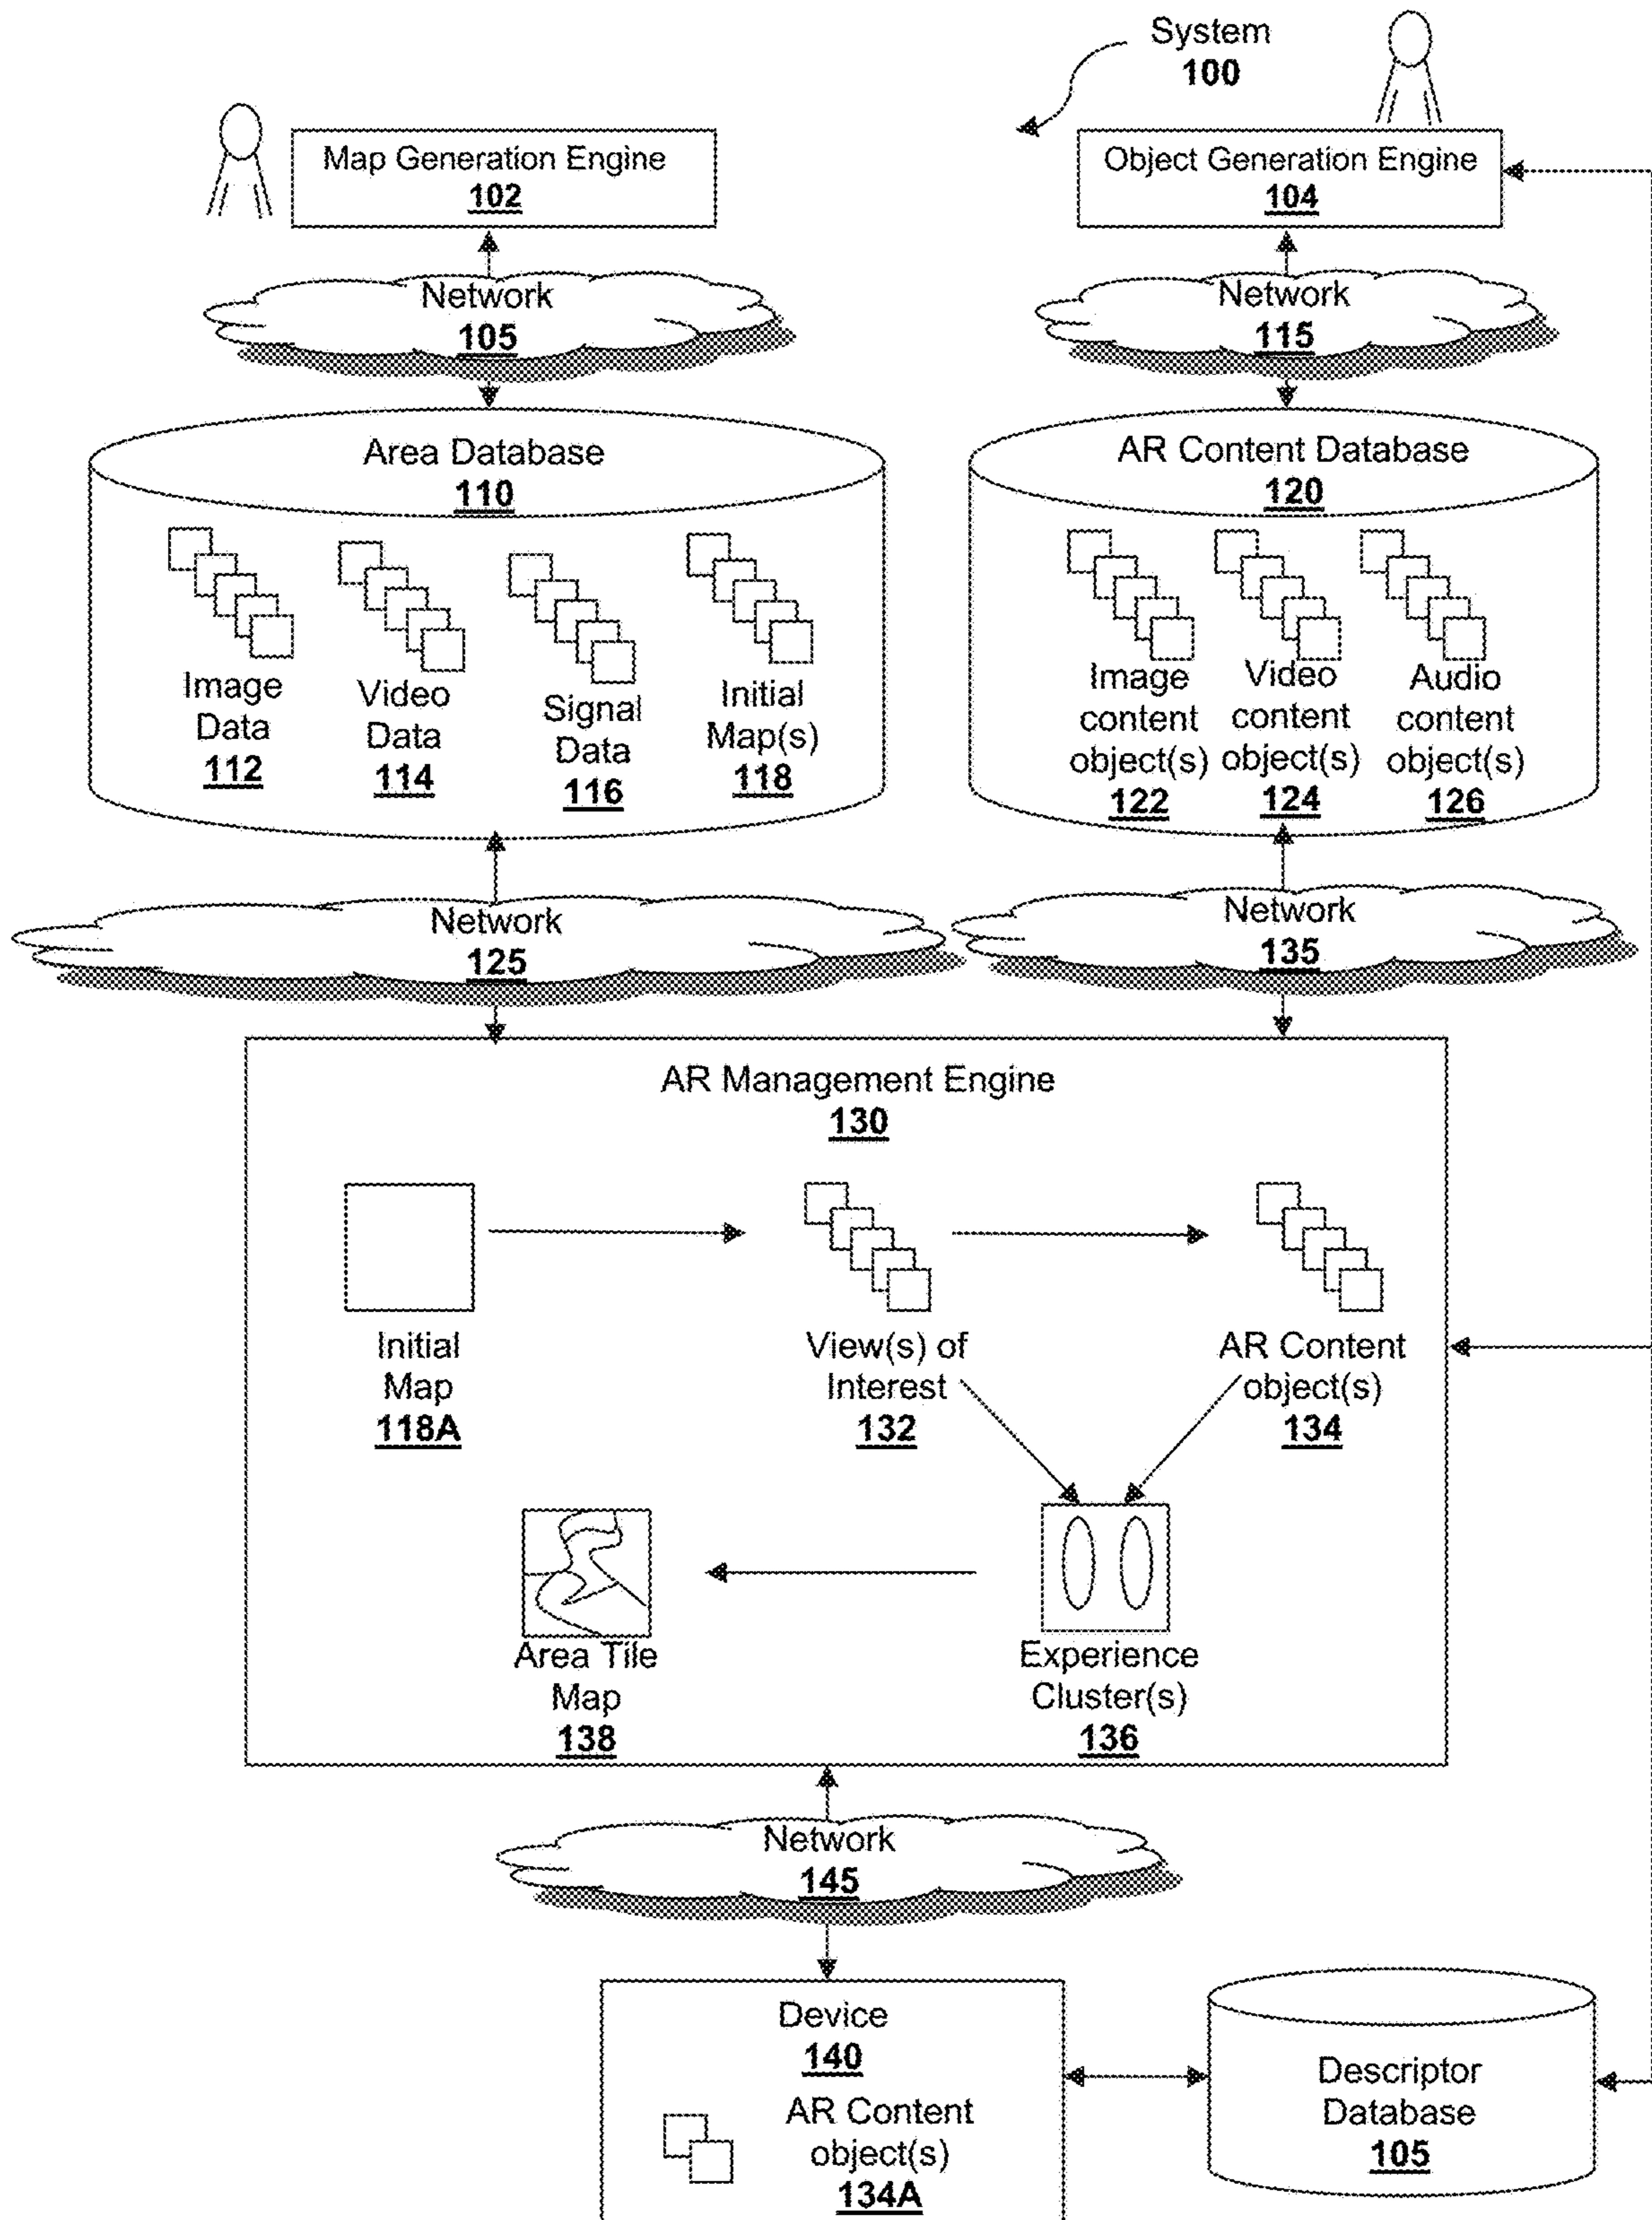 System
100
Map Generation Engine
102
Object Generation Engine
104
Network
105
Network
115
Area Database
110
AR Content Database
120
Image
Data
112
Video
Data
114
Signal
Data
116
Initial
Map(s)
118
Image
content
object(s)
122
Video
content
object(s)
124
Audio
content
object(s)
126
Network
125
Network
135
AR Management Engine
130
Initial
Map
118A
View(s) of
Interest
132
AR Content
object(s)
134
Area Tile
Map
138
Experience
Cluster(s)
136
Network
145
Device
140
AR Content
object(s)
134A
Descriptor
Database
105